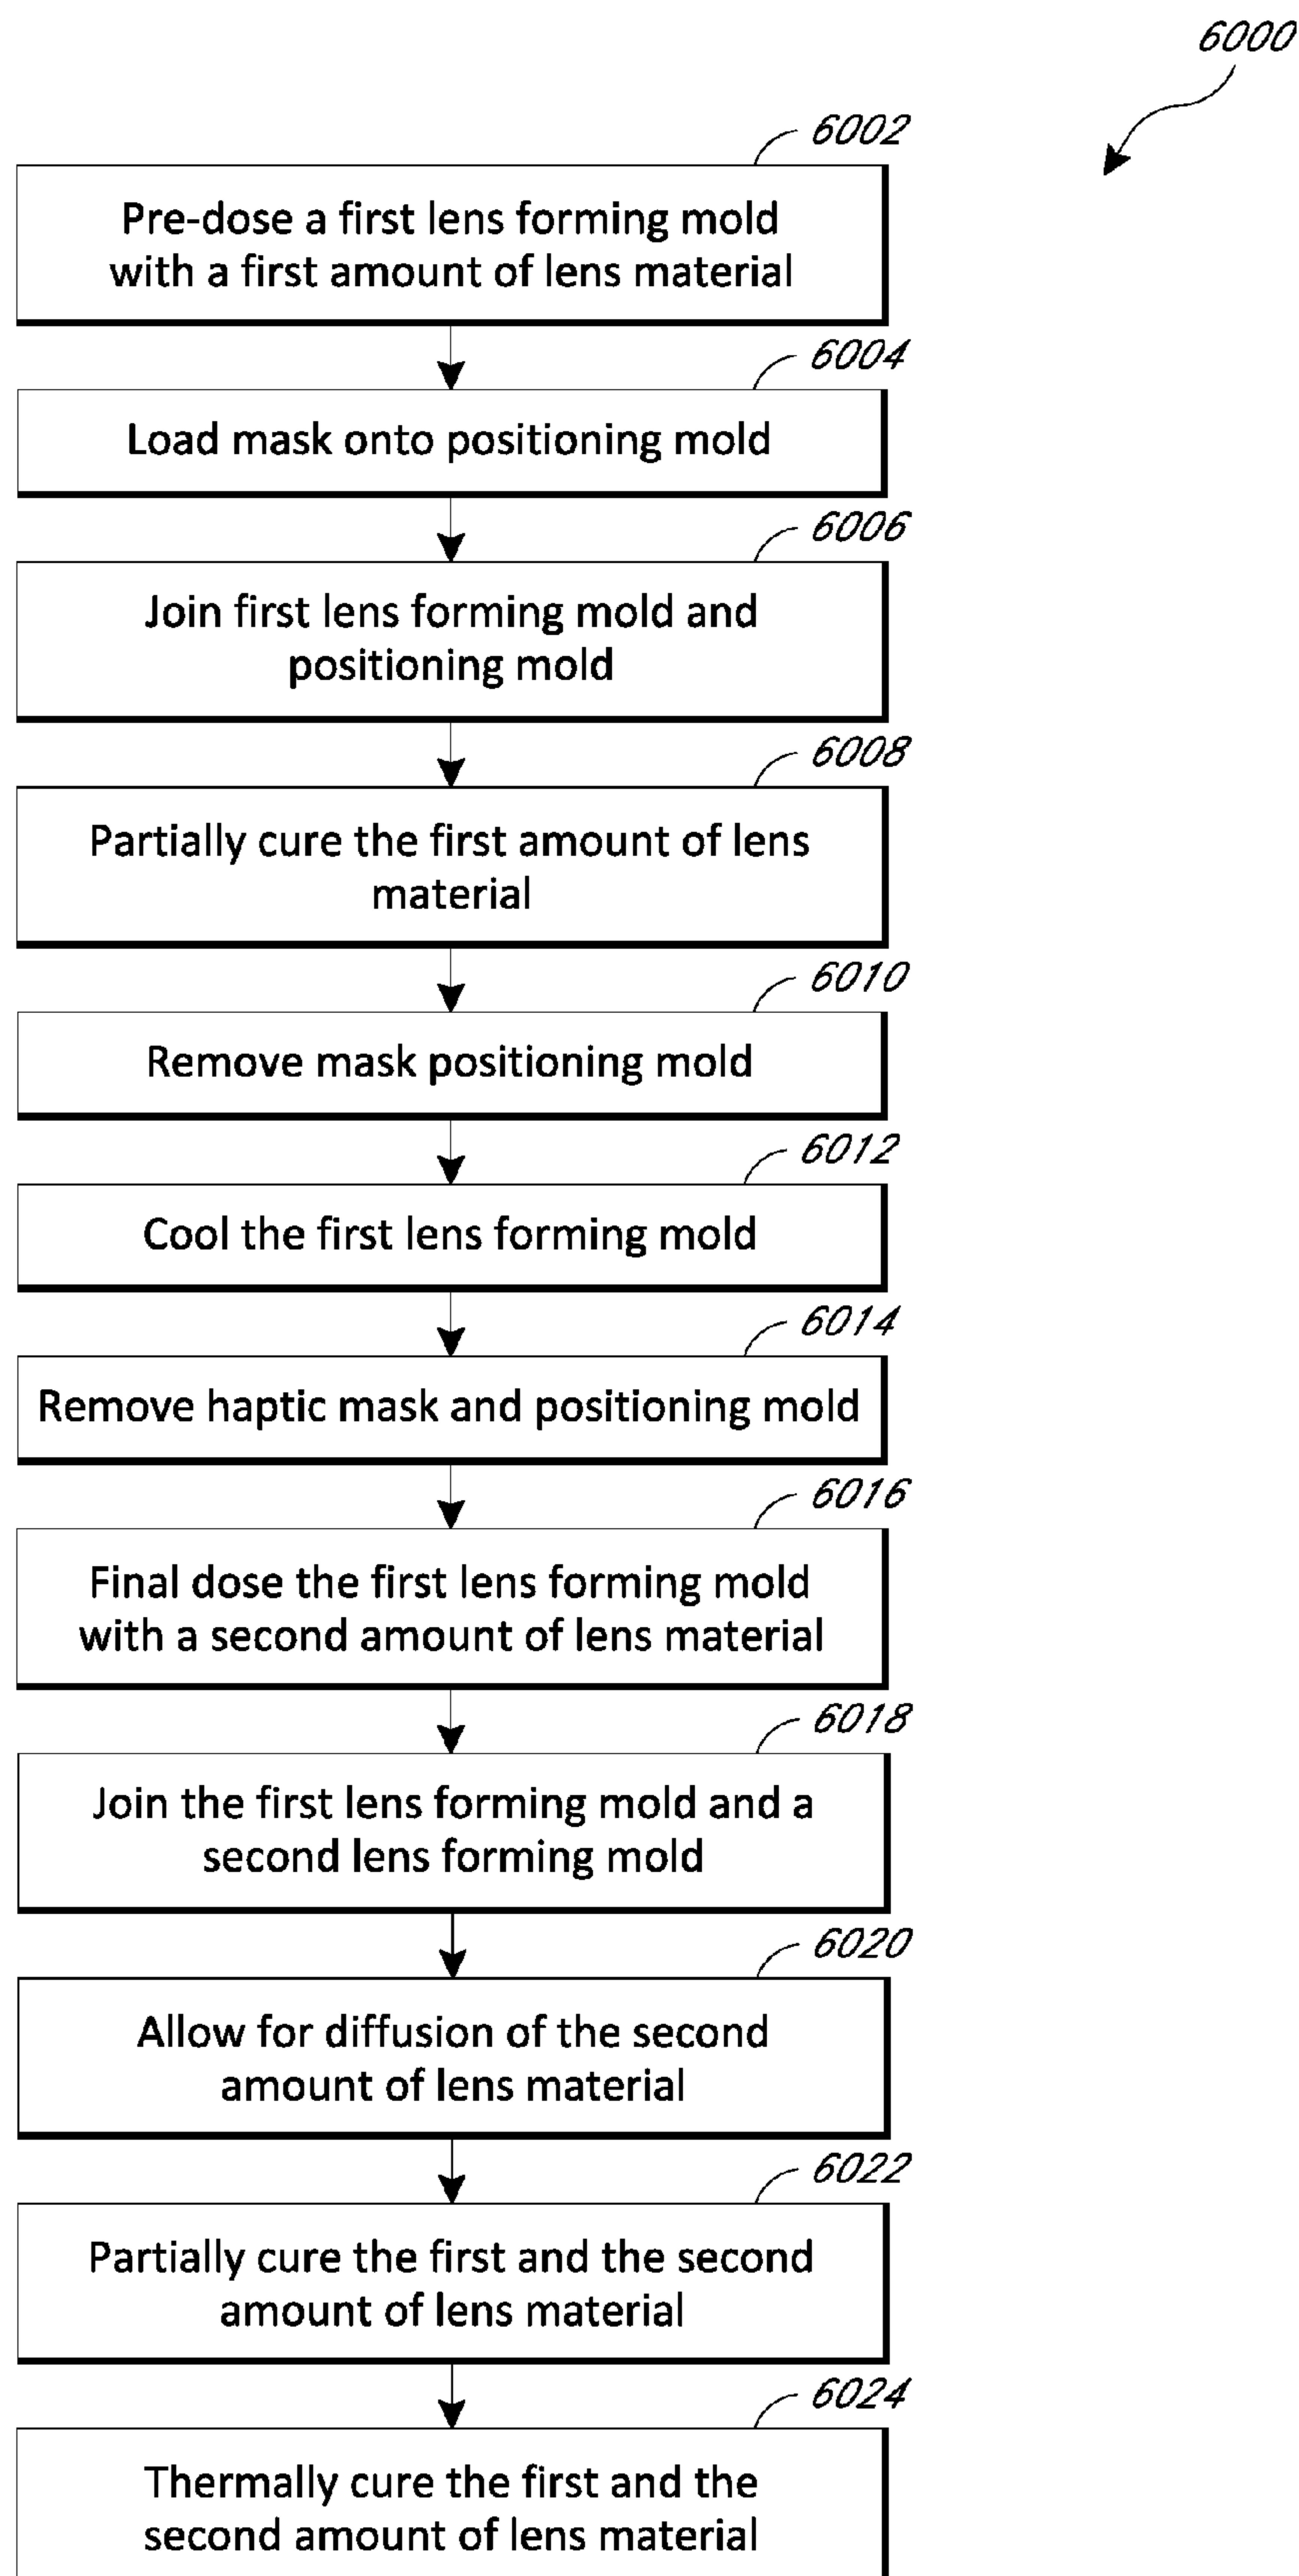 6000
6002
Pre-dose a first lens forming mold
with a first amount of lens material
6004
Load mask onto positioning mold
6006
Join first lens forming mold and
positioning mold
6008
Partially cure the first amount of lens
material
6010
Remove mask positioning mold
6012
Cool the first lens forming mold
6014
Remove haptic mask and positioning mold
6016
Final dose the first lens forming mold
with a second amount of lens material
6018
Join the first lens forming mold and a
second lens forming mold
6020
Allow for diffusion of the second
amount of lens material
6022
Partially cure the first and the second
amount of lens material
6024
Thermally cure the first and the
second amount of lens material